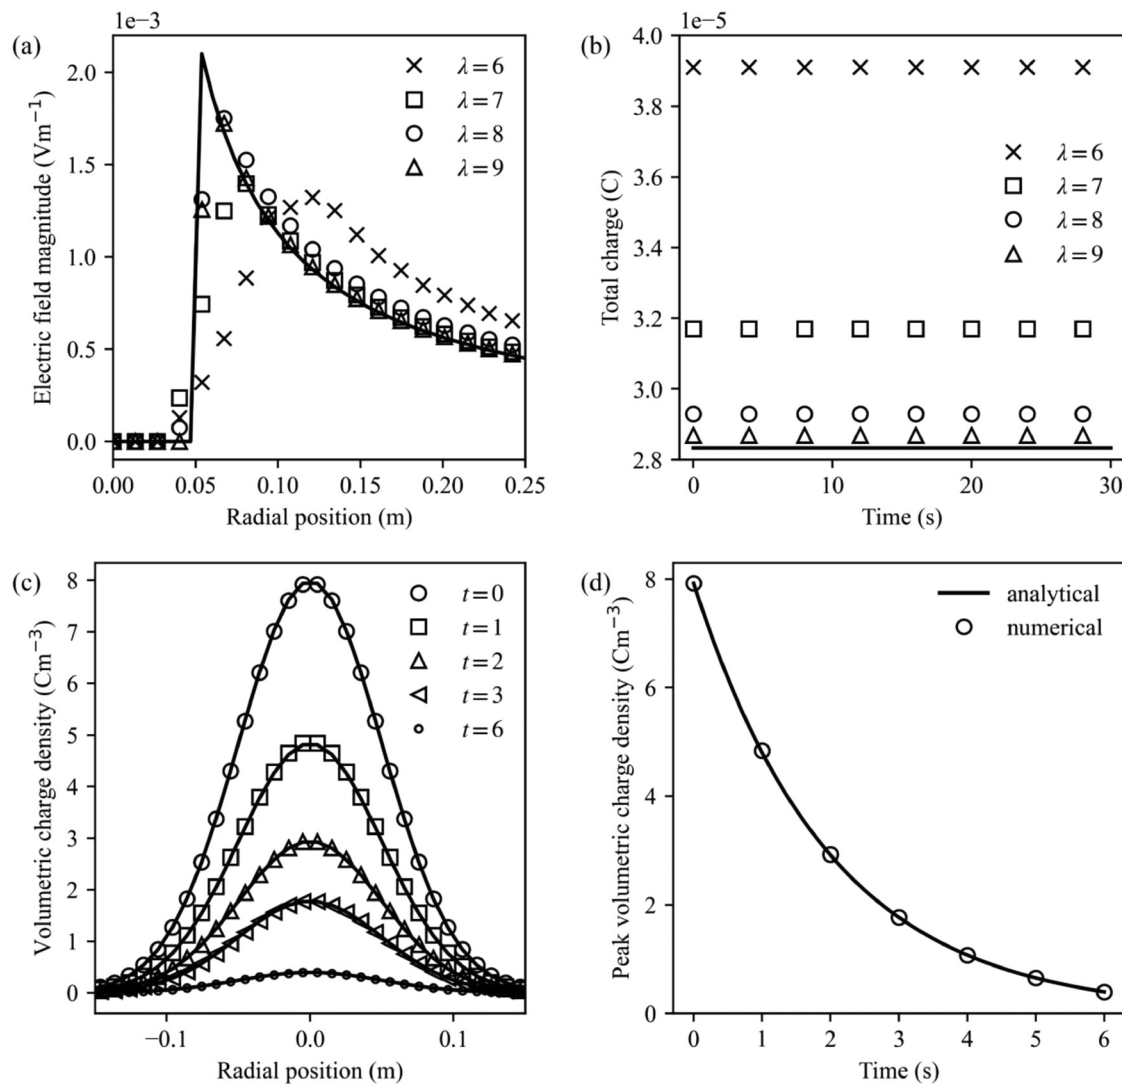 (a)
1e−3
Electric field magnitude (Vm⁻¹)
2.0
1.5
1.0
0.5
0.0
λ=6
λ=7
λ=8
λ=9
0.00 0.05 0.10 0.15 0.20 0.25
Radial position (m)
(b)
1e−5
Total charge (C)
4.0
3.8
3.5
3.2
3.0
2.8
λ=6
λ=7
λ=8
λ=9
0 10 20 30
Time (s)
(c)
Volumetric charge density (Cm⁻³)
8
7
6
5
4
3
2
1
0
t=0
t=1
t=2
t=3
t=6
−0.1 0.0 0.1
Radial position (m)
(d)
Peak volumetric charge density (Cm⁻³)
8
6
4
2
0
analytical
numerical
0 1 2 3 4 5 6
Time (s)